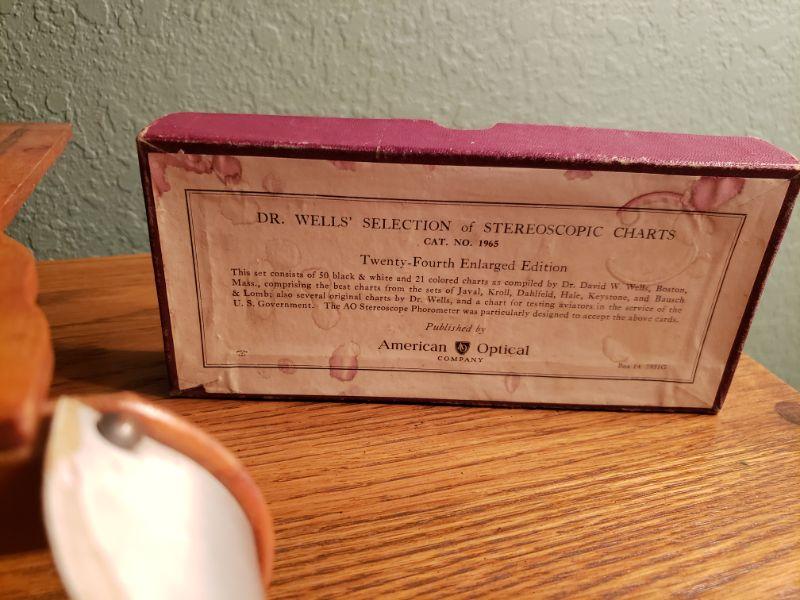 DR. WELLS' SELECTION of STEREOSCOPIC CHARTS
CAT. NO. 1965
Twenty-Fourth Enlarged Edition
This set consists of 50 black & white and 21 colored charts as compiled by Dr. David W. Wells, Boston,
Mass., comprising the best charts from the sets of Javal, Kroll, Dahlfeld, Hale, Keystone, and Bausch
& Lomb; also several original charts by Dr. Wells, and a chart for testing aviators in the service of the
U. S. Government. The AO Stereoscope Phorometer was particularly designed to accept the above cards.
Published by
American AO Optical
COMPANY